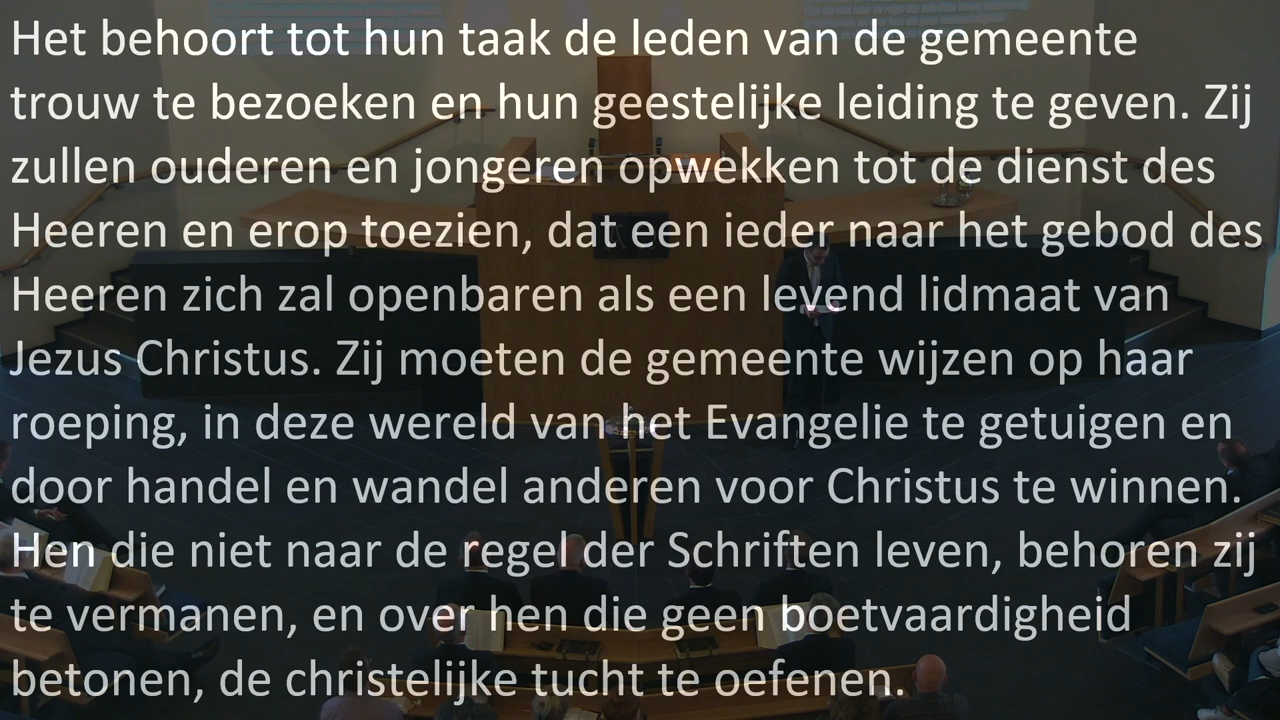 Het behoort tot hun taak de leden van de gemeente
trouw te bezoeken en hun geestelijke leiding te geven. Zij
zullen ouderen en jongeren opwekken tot de dienst des
Heeren en erop toezien, dat een ieder naar het gebod des
Heeren zich zal openbaren als een levend lidmaat van
Jezus Christus. Zij moeten de gemeente wijzen op haar
roeping, in deze wereld van het Evangelie te getuigen en
door handel en wandel anderen voor Christus te winnen.
Hen die niet naar de regel der Schriften leven, behoren zij
te vermanen, en over hen die geen boetvaardigheid
betonen, de christelijke tucht te oefenen.